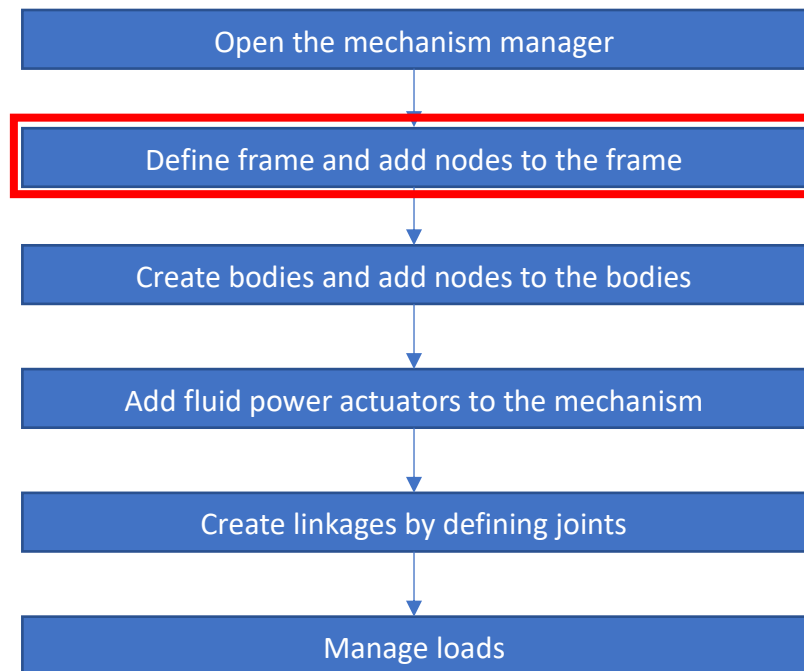 Open the mechanism manager
Define frame and add nodes to the frame
Create bodies and add nodes to the bodies
Add fluid power actuators to the mechanism
Create linkages by defining joints
Manage loads